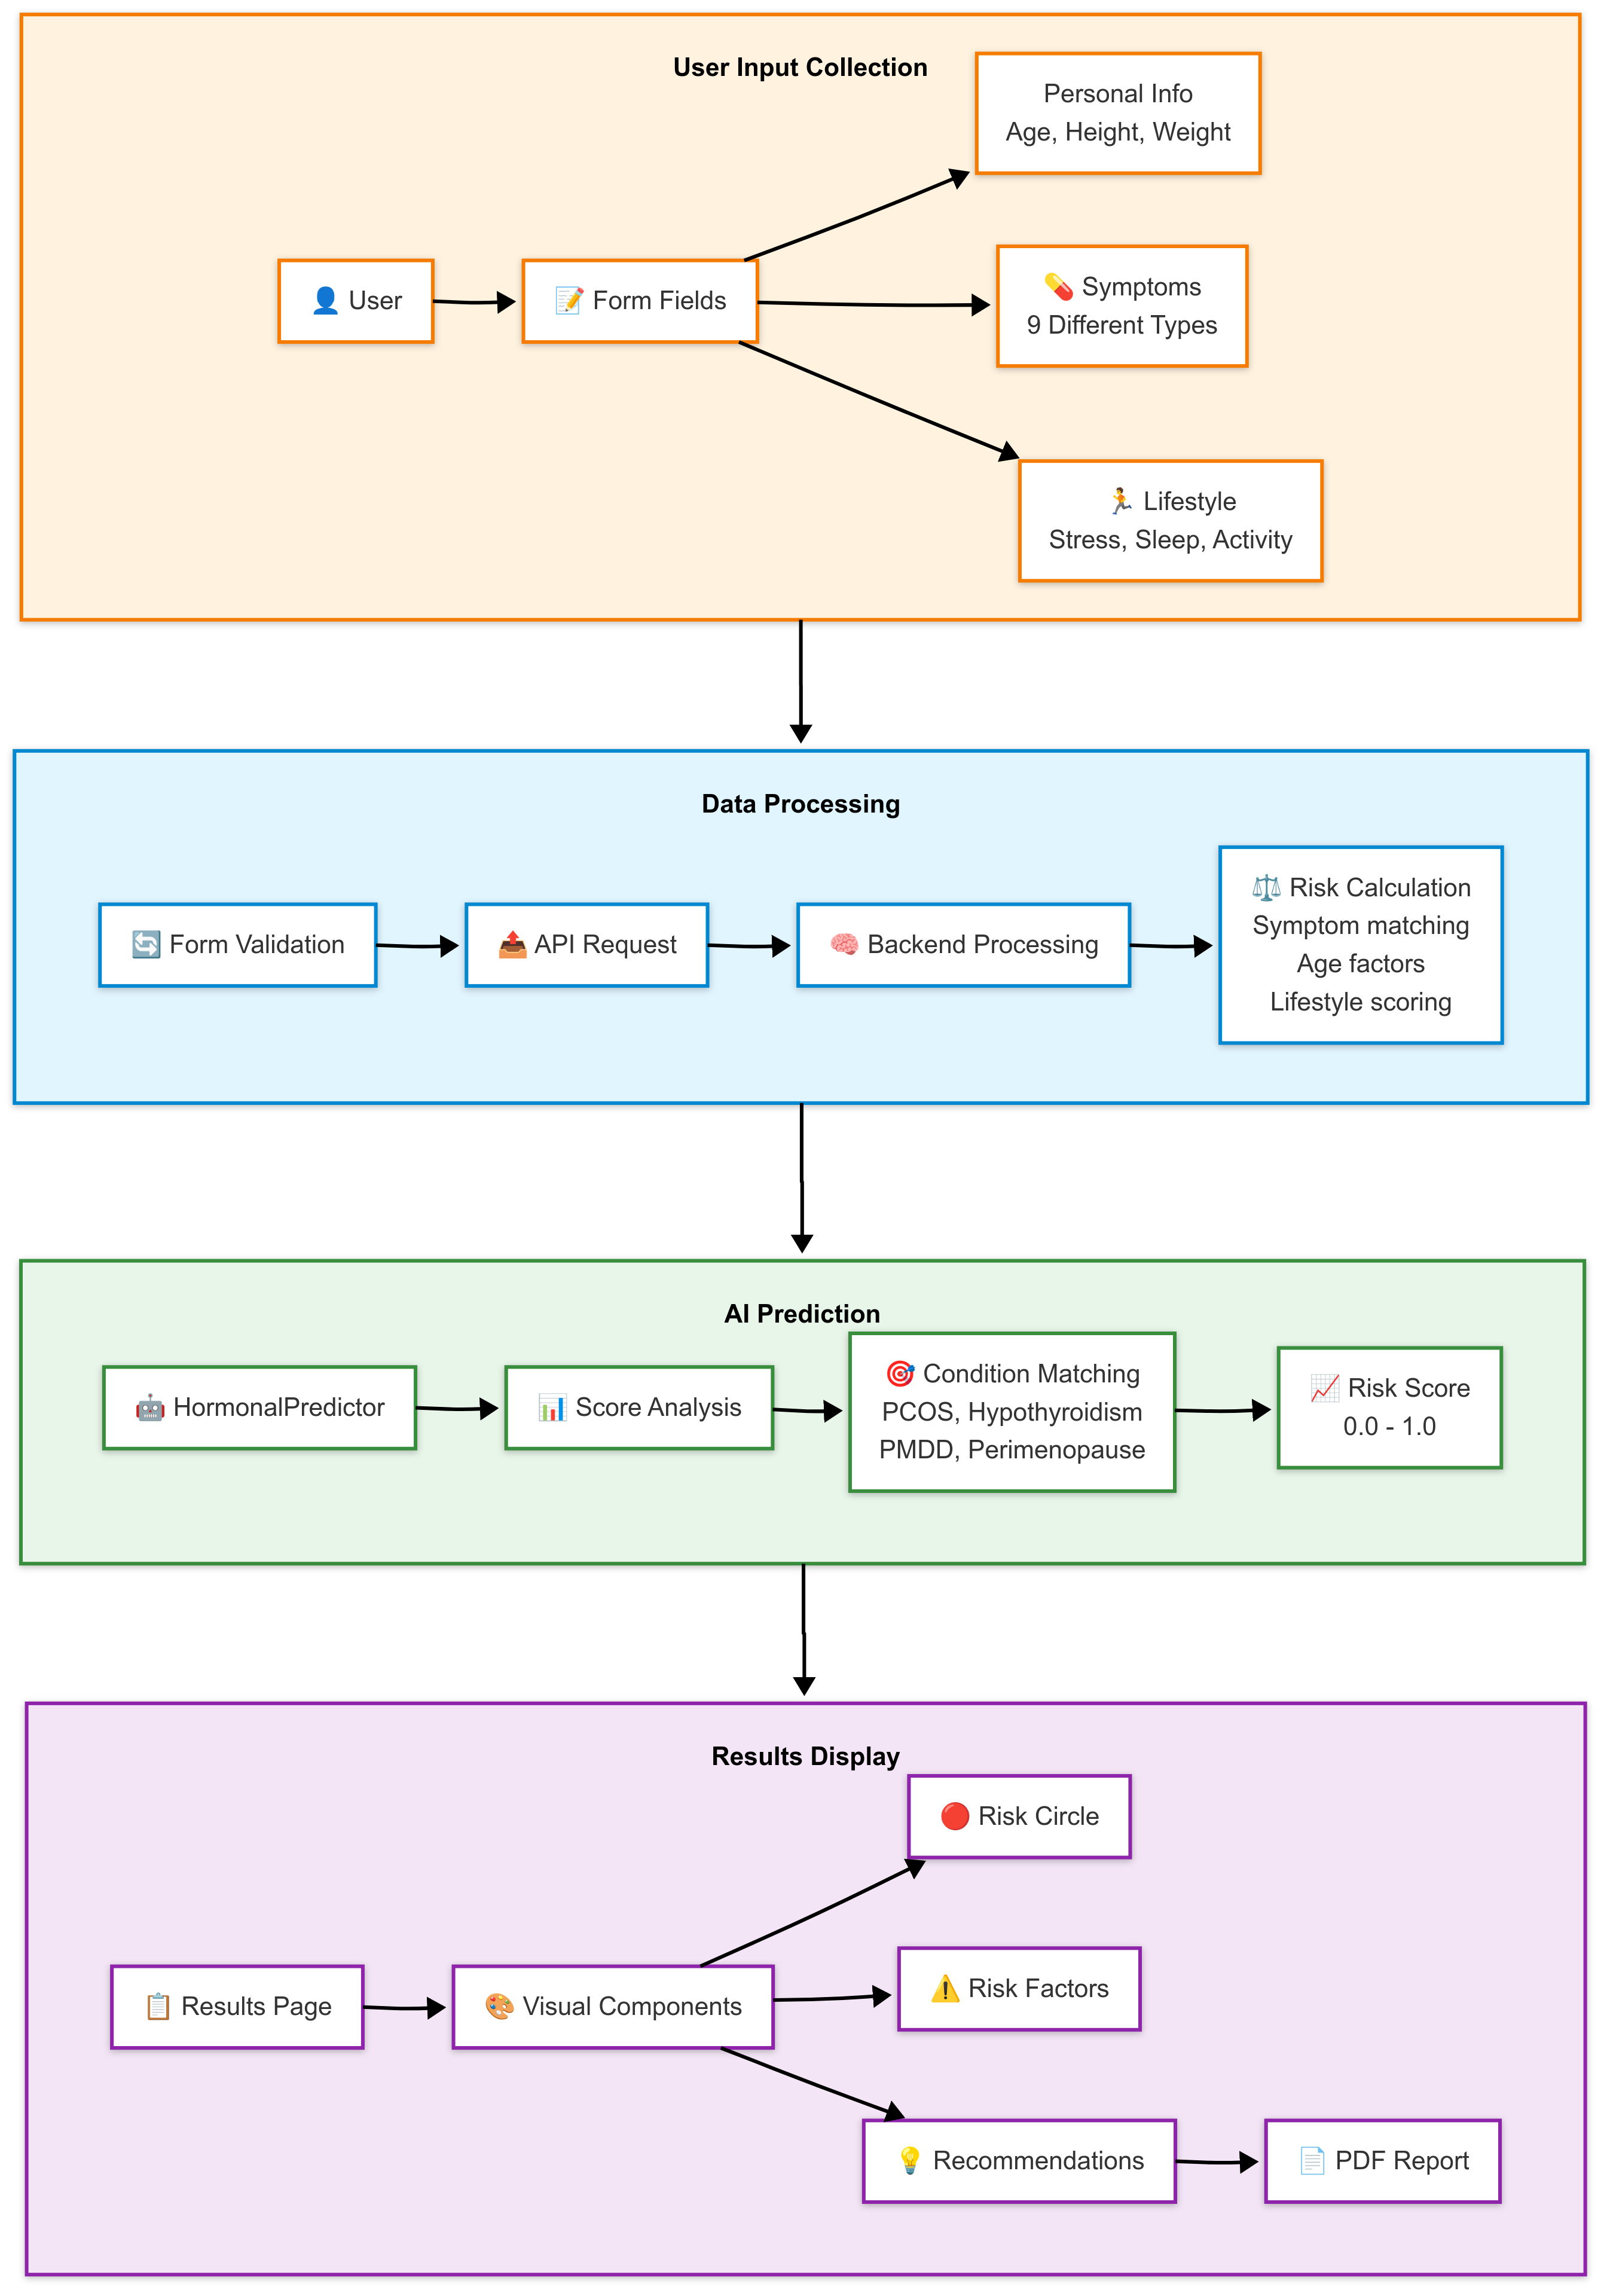 User Input Collection
Personal Info
Age, Height, Weight
👤 User
📝 Form Fields
💊 Symptoms
9 Different Types
🏃 Lifestyle
Stress, Sleep, Activity
Data Processing
🔄 Form Validation
📤 API Request
🧠 Backend Processing
⚖️ Risk Calculation
Symptom matching
Age factors
Lifestyle scoring
AI Prediction
🤖 HormonalPredictor
📊 Score Analysis
🎯 Condition Matching
PCOS, Hypothyroidism
PMDD, Perimenopause
📈 Risk Score
0.0 - 1.0
Results Display
🔴 Risk Circle
📋 Results Page
🎨 Visual Components
⚠️ Risk Factors
💡 Recommendations
📄 PDF Report